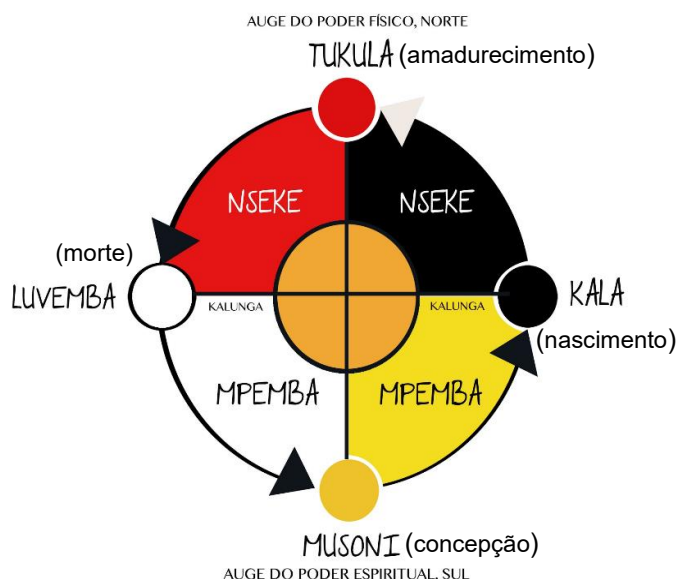 AUGE DO PODER FÍSICO, NORTE
TUKULA (amadurecimento)
NSEKE
NSEKE
(morte)
LUVEMBA
KALUNGA
KALUNGA
KALA
(nascimento)
MPEMBA
MPEMBA
MUSONI (concepção)
AUGE DO PODER ESPIRITUAL, SUL